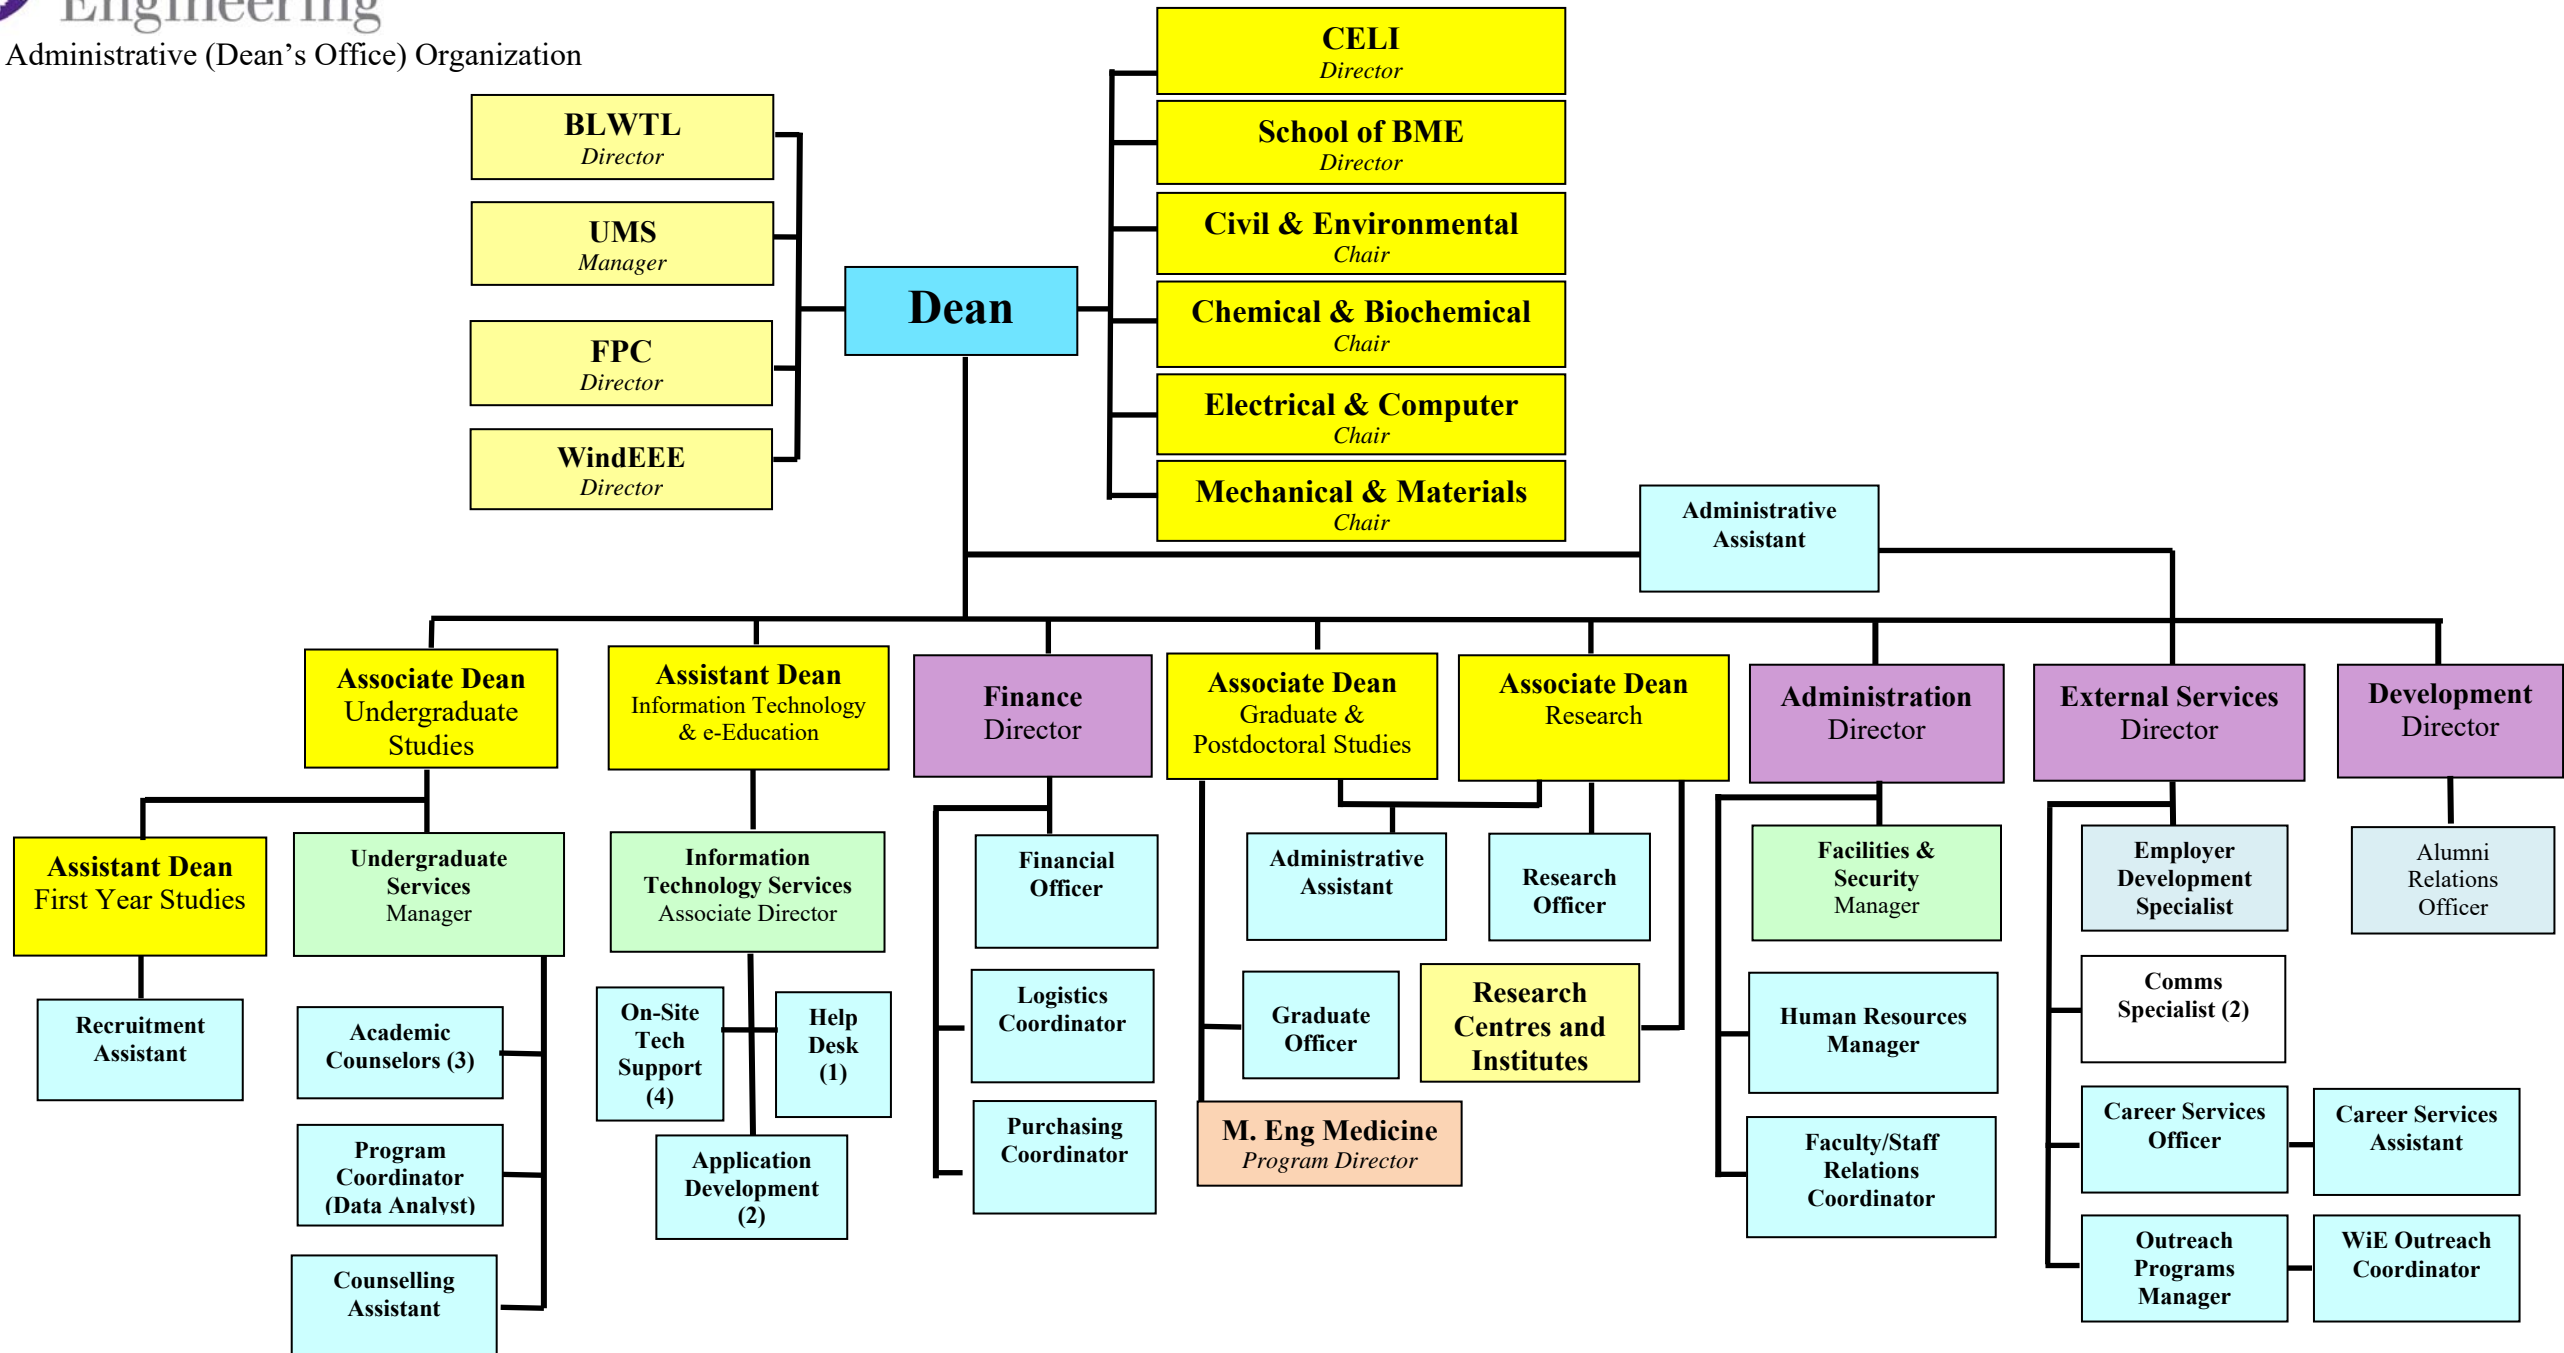 Engineering
Administrative (Dean’s Office) Organization
CELI
Director
School of BME
Director
Civil & Environmental
Chair
Chemical & Biochemical
Chair
Electrical & Computer
Chair
Mechanical & Materials
Chair
BLWTL
Director
UMS
Manager
FPC
Director
WindEEE
Director
Dean
Administrative
Assistant
Associate Dean
Undergraduate
Studies
Assistant Dean
Information Technology
& e-Education
Finance
Director
Associate Dean
Graduate &
Postdoctoral Studies
Associate Dean
Research
Administration
Director
External Services
Director
Development
Director
Assistant Dean
First Year Studies
Undergraduate
Services
Manager
Information
Technology Services
Associate Director
Financial
Officer
Administrative
Assistant
Research
Officer
Facilities &
Security
Manager
Employer
Development
Specialist
Alumni
Relations
Officer
Recruitment
Assistant
Academic
Counselors (3)
On-Site
Tech
Support
(4)
Help
Desk
(1)
Logistics
Coordinator
Graduate
Officer
Research
Centres and
Institutes
Human Resources
Manager
Comms
Specialist (2)
Program
Coordinator
(Data Analyst)
Application
Development
(2)
Purchasing
Coordinator
M. Eng Medicine
Program Director
Faculty/Staff
Relations
Coordinator
Career Services
Officer
Career Services
Assistant
Counselling
Assistant
Outreach
Programs
Manager
WiE Outreach
Coordinator